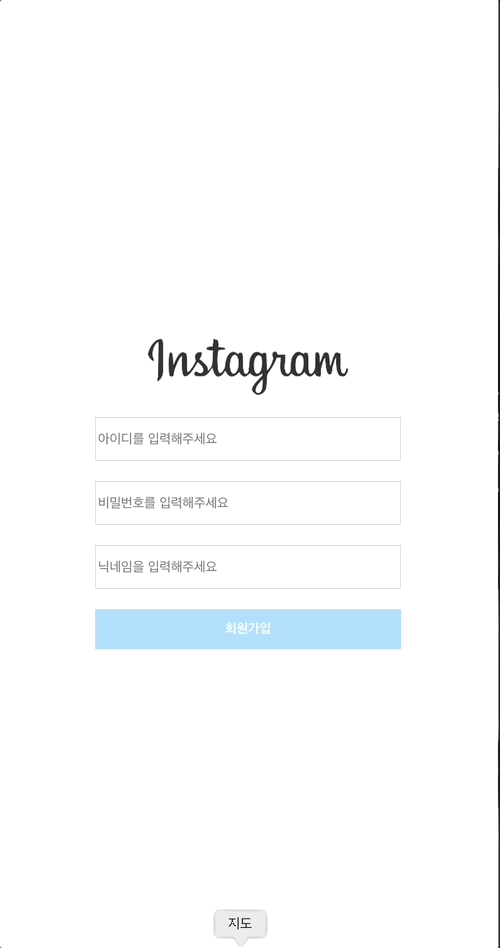 Instagram
아이디를 입력해주세요
비밀번호를 입력해주세요
닉네임을 입력해주세요
회원가입
지도